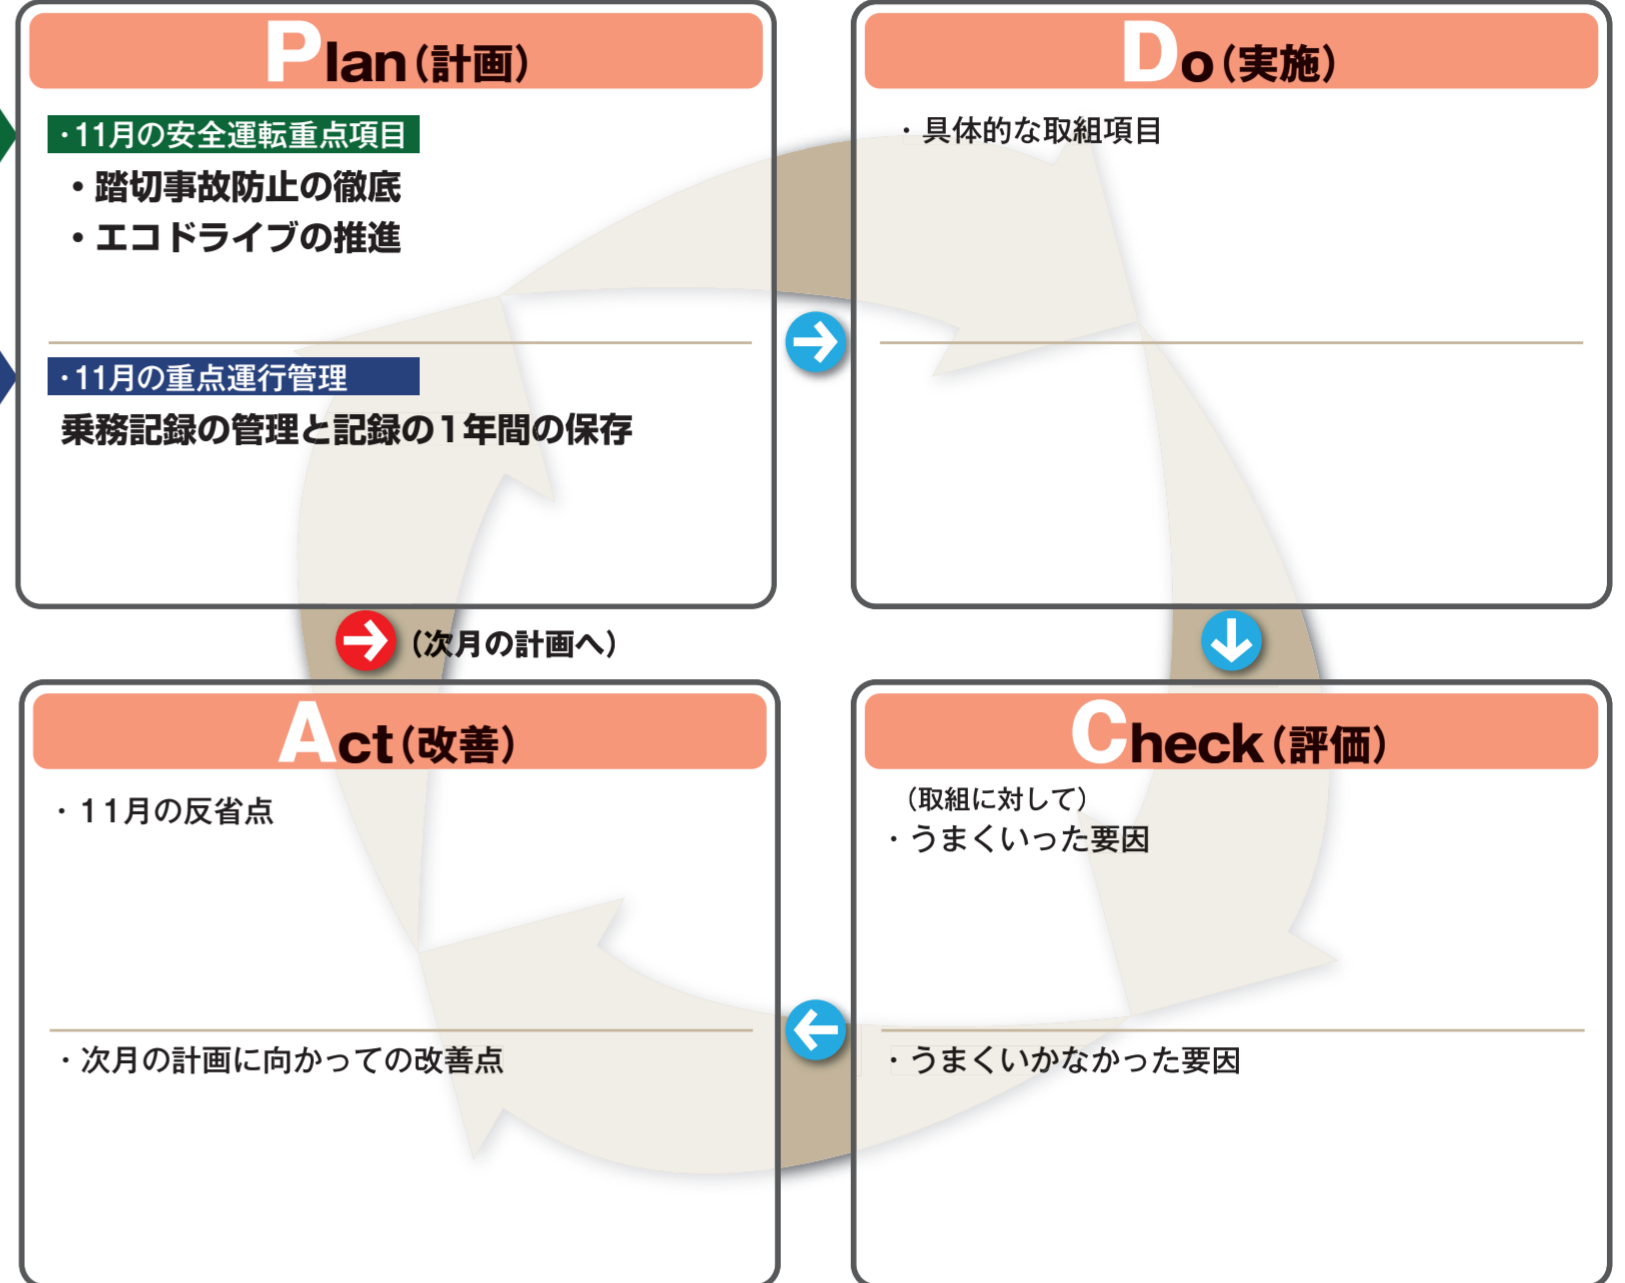 Plan(計画)
・11月の安全運転重点項目
・踏切事故防止の徹底
・エコドライブの推進
・11月の重点運行管理
乗務記録の管理と記録の1年間の保存
Do(実施)
・具体的な取組項目
(次月の計画へ)
Act(改善)
・11月の反省点
・次月の計画に向かっての改善点
Check(評価)
(取組に対して)
・うまくいった要因
・うまくいかなかった要因